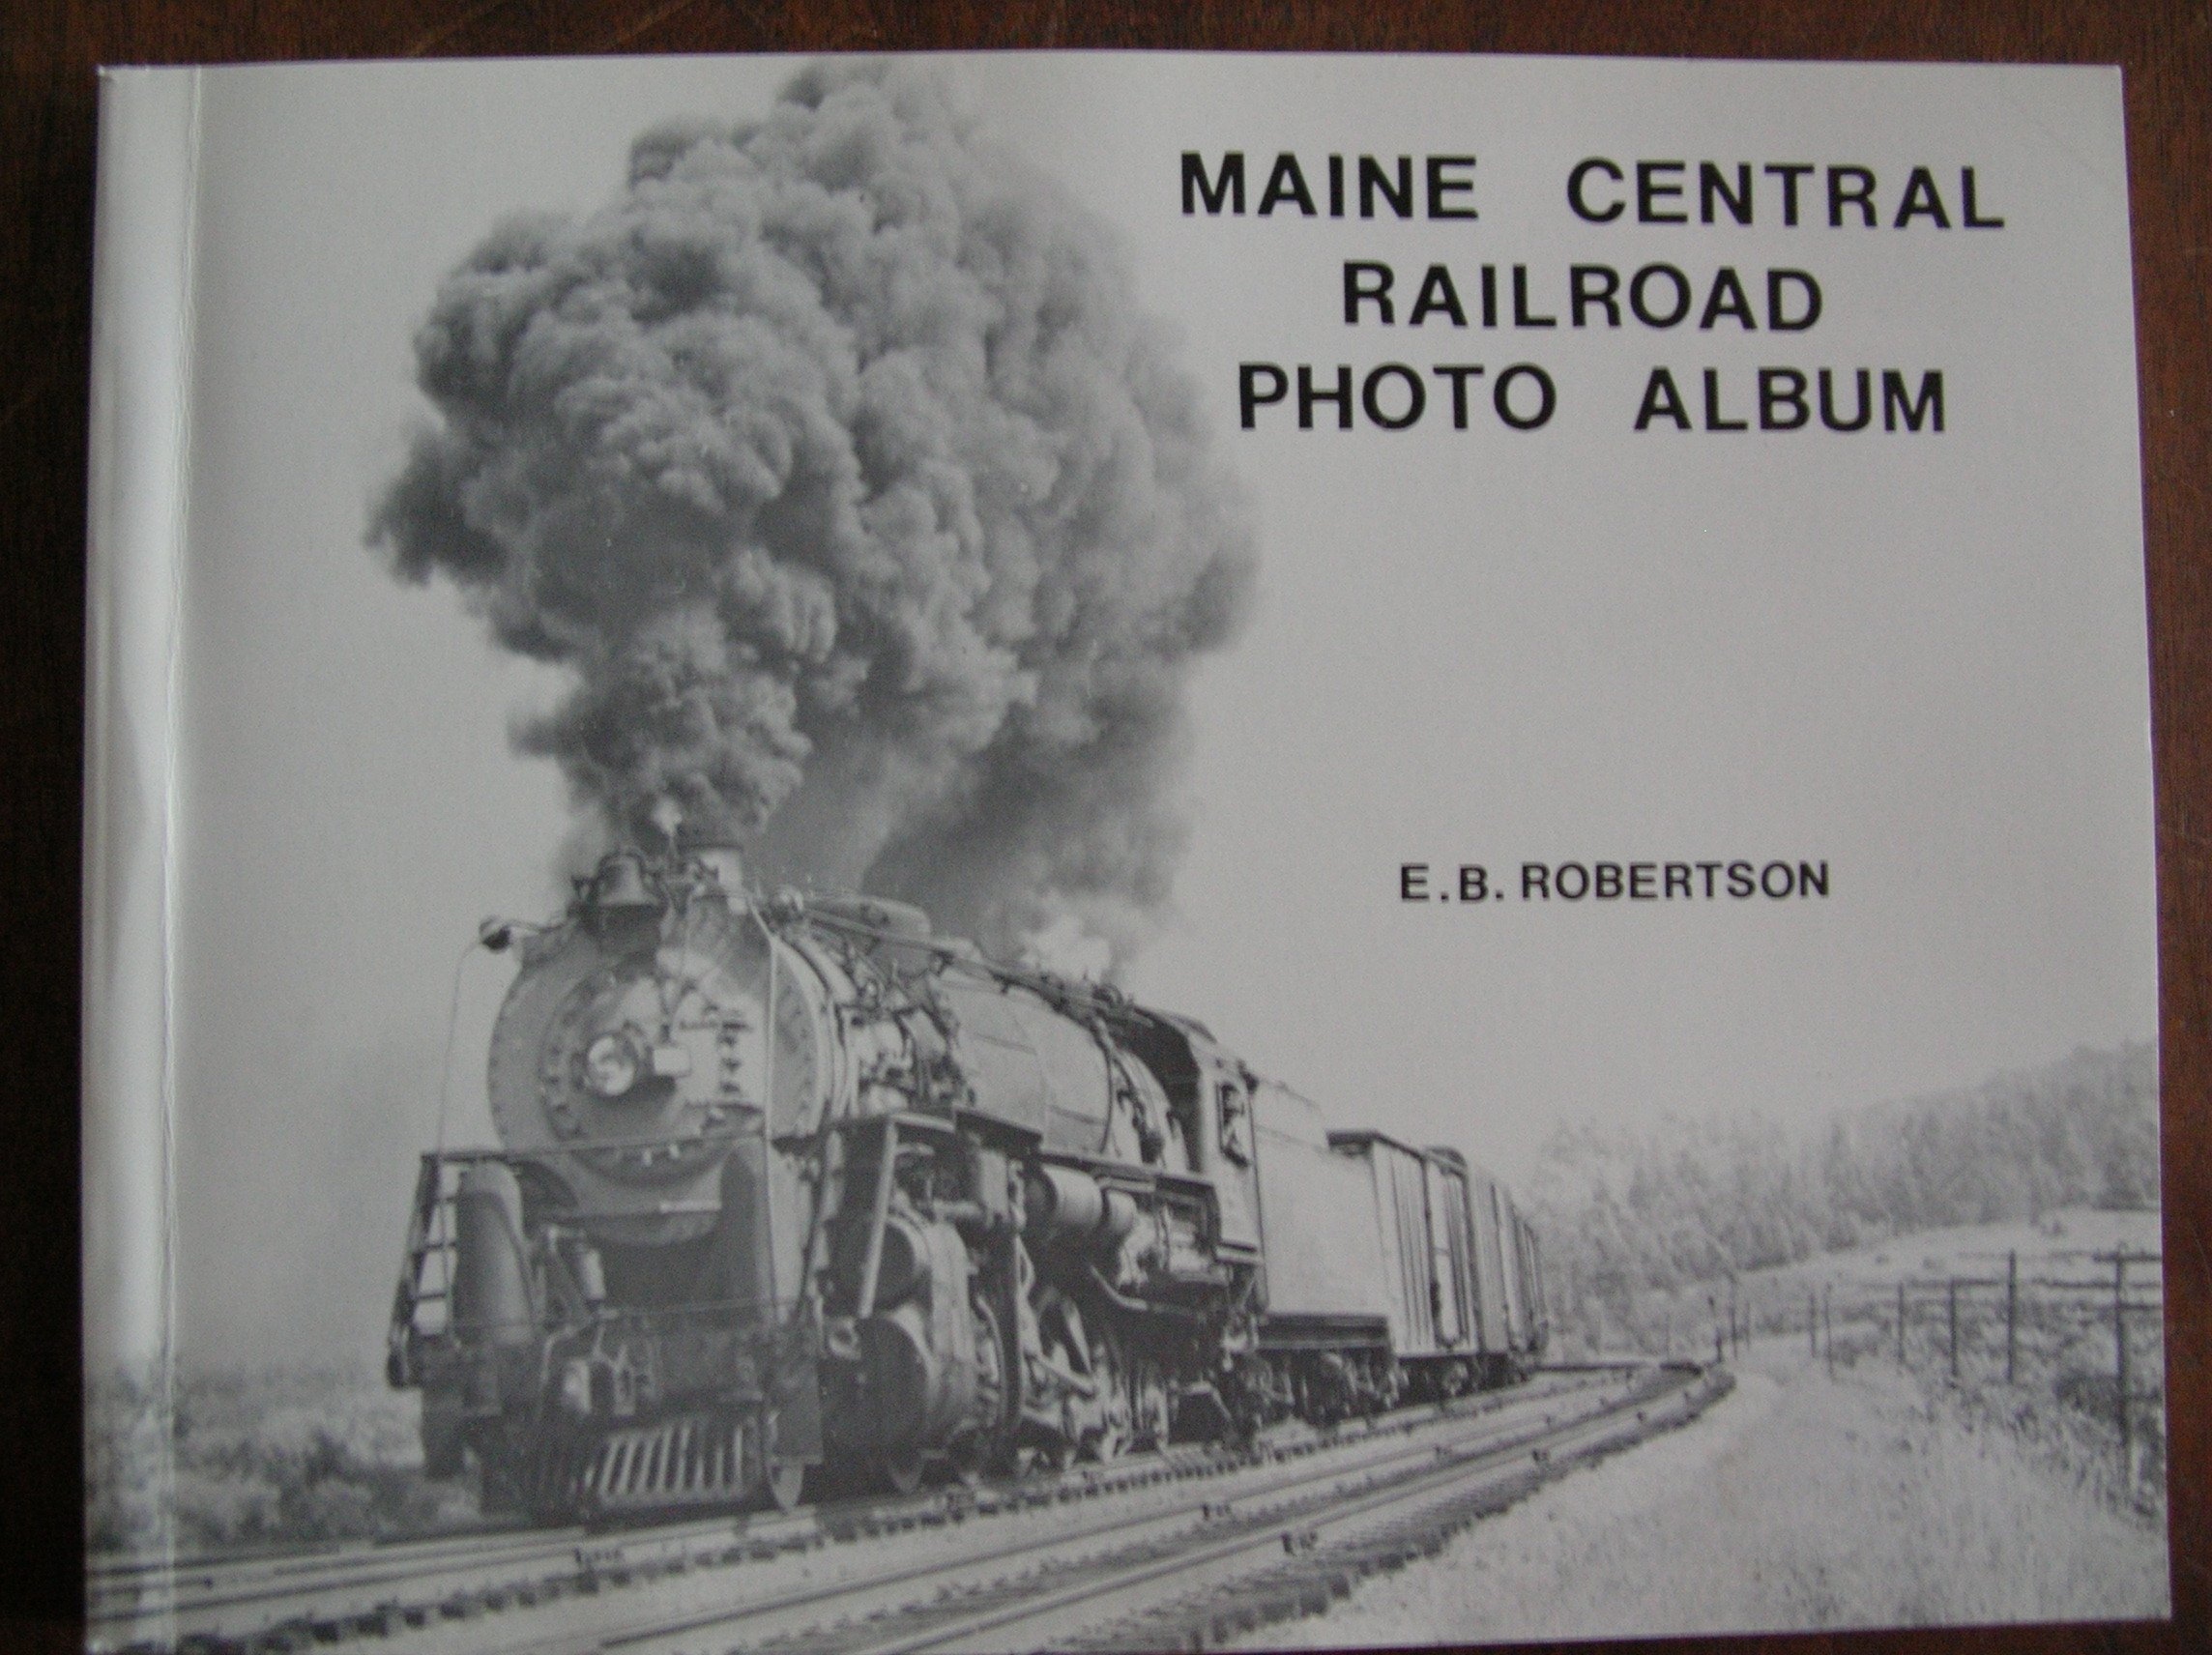 MAINE CENTRAL
RAILROAD
PHOTO ALBUM
E.B. ROBERTSON